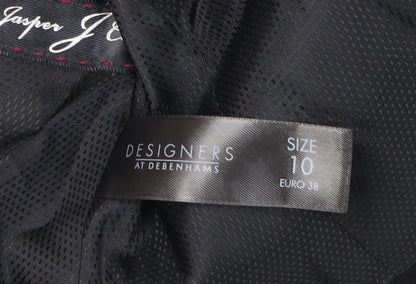 Jasper J
DESIGNERS
AT DEBENHAMS
SIZE
10
EURO 38